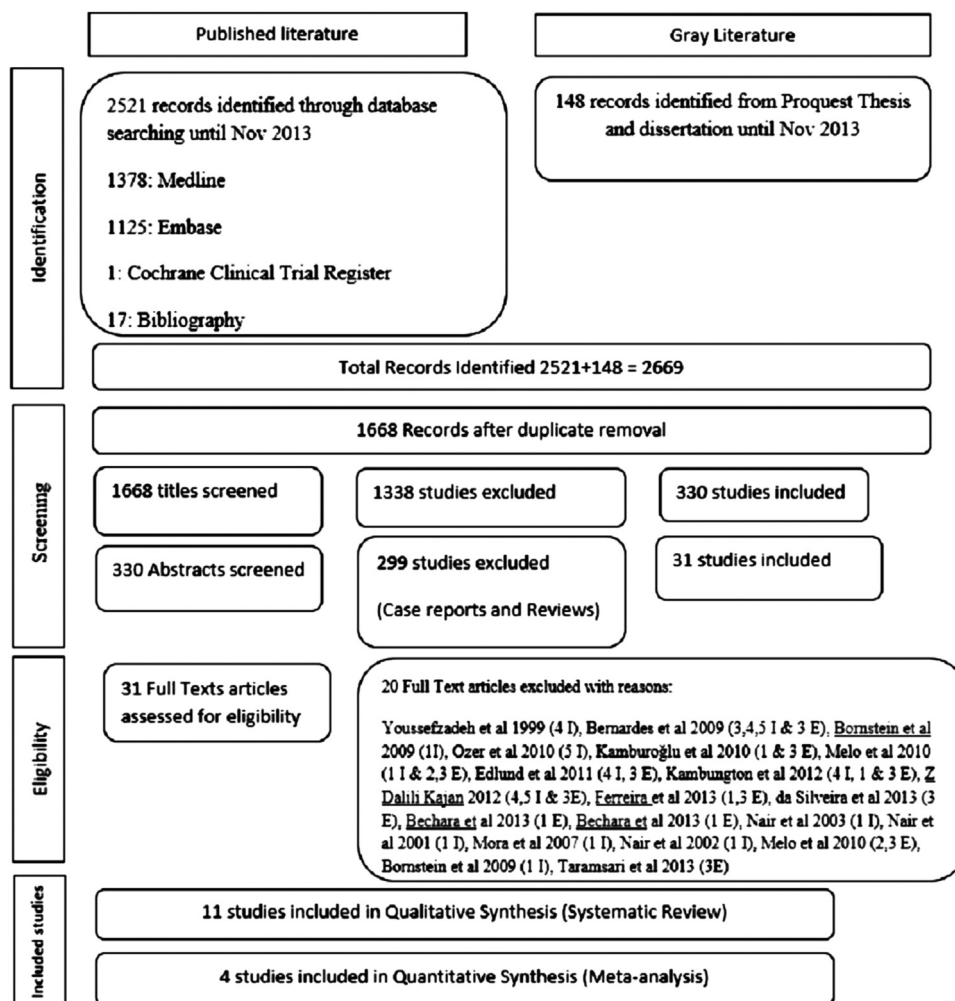 Published literature
Gray Literature
Identification
2521 records identified through database
searching until Nov 2013
1378: Medline
1125: Embase
1: Cochrane Clinical Trial Register
17: Bibliography
148 records identified from Proquest Thesis
and dissertation until Nov 2013
Total Records Identified 2521+148 = 2669
Screening
1668 Records after duplicate removal
1668 titles screened
1338 studies excluded
330 studies included
330 Abstracts screened
299 studies excluded
(Case reports and Reviews)
31 studies included
Eligibility
31 Full Texts articles
assessed for eligibility
20 Full Text articles excluded with reasons:
Youssefzadeh et al 1999 (4 I), Bernardes et al 2009 (3,4,5 I & 3 E), Bornstein et al
2009 (1I), Ozer et al 2010 (5 I), Kamburoğlu et al 2010 (1 & 3 E), Melo et al 2010
(1 I & 2,3 E), Edlund et al 2011 (4 I, 3 E), Kambungton et al 2012 (4 I, 1 & 3 E), Z
Dalili Kajan 2012 (4,5 I & 3E), Ferreira et al 2013 (1,3 E), da Silveira et al 2013 (3
E), Bechara et al 2013 (1 E), Bechara et al 2013 (1 E), Nair et al 2003 (1 I), Nair et
al 2001 (1 I), Mora et al 2007 (1 I), Nair et al 2002 (1 I), Melo et al 2010 (2,3 E),
Bornstein et al 2009 (1 I), Taramsari et al 2013 (3E)
Included studies
11 studies included in Qualitative Synthesis (Systematic Review)
4 studies included in Quantitative Synthesis (Meta-analysis)